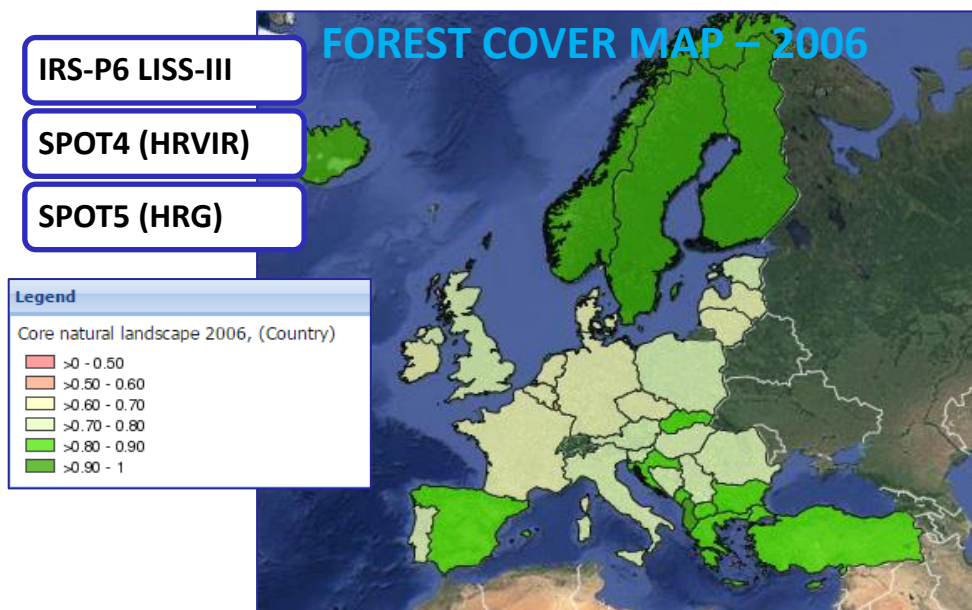 FOREST COVER MAP – 2006
IRS-P6 LISS-III
SPOT4 (HRVIR)
SPOT5 (HRG)
Legend
Core natural landscape 2006, (Country)
>0 - 0.50
>0.50 - 0.60
>0.60 - 0.70
>0.70 - 0.80
>0.80 - 0.90
>0.90 - 1